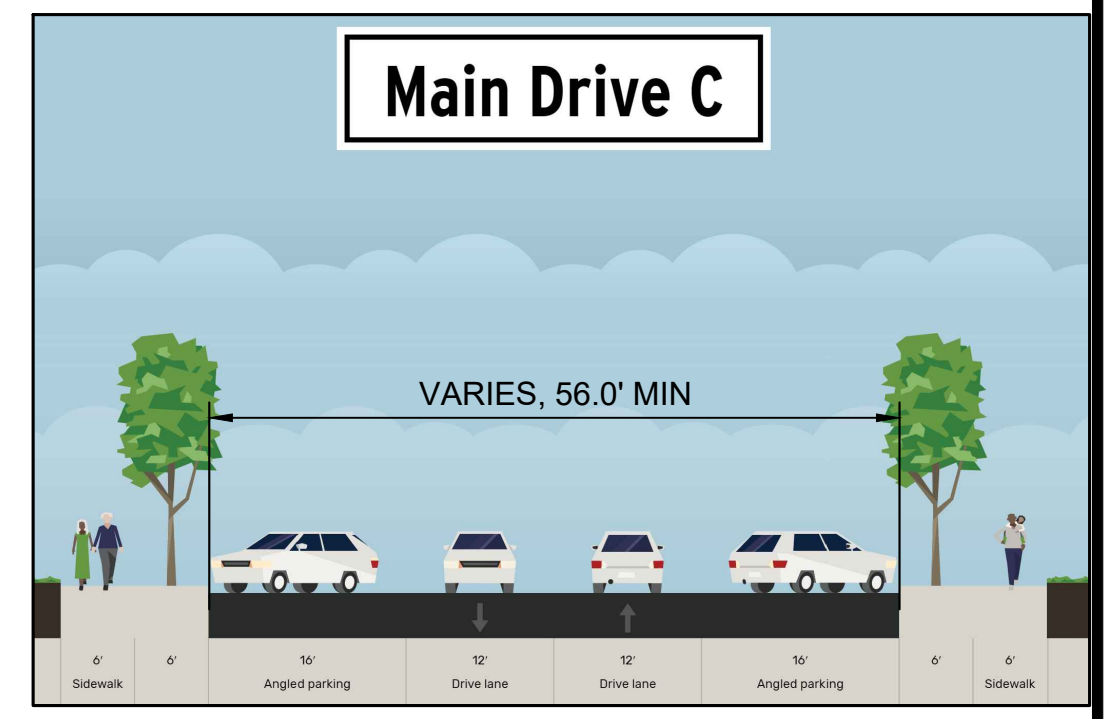 Main Drive C
VARIES, 56.0' MIN
6' 6' 16' 12' 12' 16' 6' 6'
Sidewalk Angled parking Drive lane Drive lane Angled parking Sidewalk